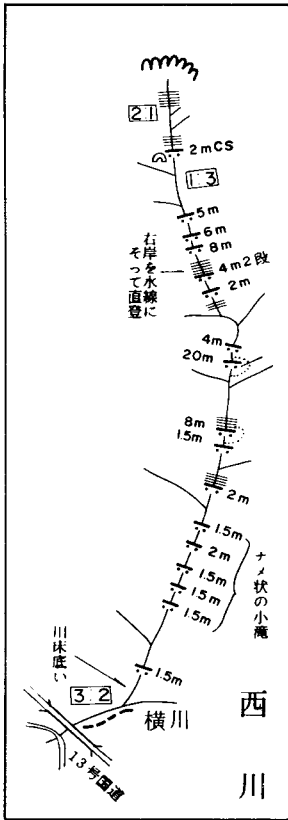 2:1
2mCS
1:3
5m
6m
8m
4m2段
2m
右岸を水線に
そって直登
4m
20m
8m
1.5m
2m
1.5m
2m
1.5m
1.5m
1.5m
ナメ状の小滝
川床底い
1.5m
3:2
横川
13号国道
西川